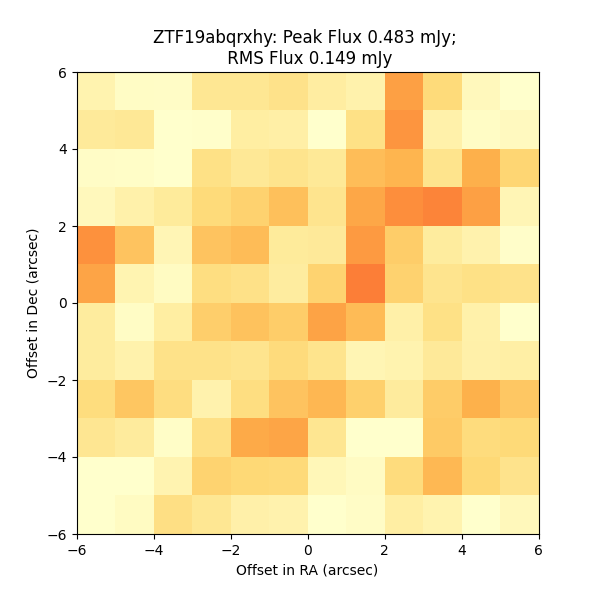 ZTF19abqrxhy: Peak Flux 0.483 mJy;
RMS Flux 0.149 mJy
6
4
2
0
−2
−4
−6
Offset in Dec (arcsec)
−6 −4 −2 0 2 4 6
Offset in RA (arcsec)